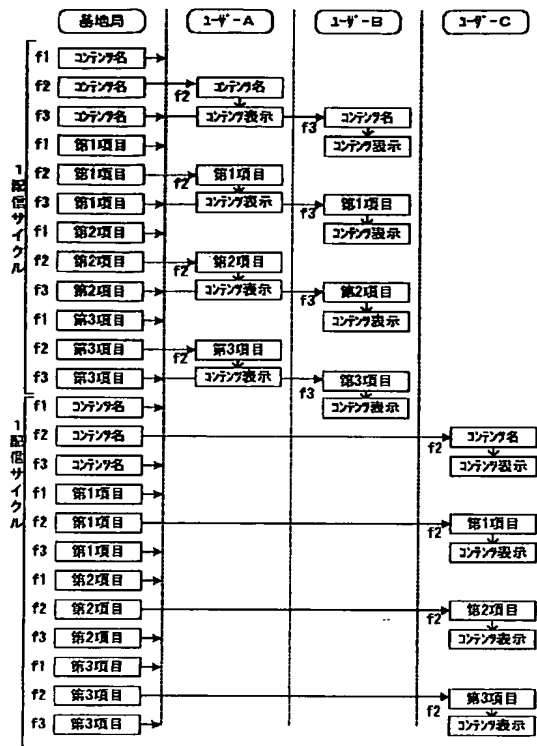 基地局 ユーザ-A ユーザ-B ユーザ-C
f1 コンテンツ名
f2 コンテンツ名 f2 コンテンツ名
f3 コンテンツ名 コンテンツ表示 f3 コンテンツ名
f1 第1項目 コンテンツ表示
f2 第1項目 f2 第1項目
f3 第1項目 コンテンツ表示 f3 第1項目
f1 第2項目 コンテンツ表示
f2 第2項目 f2 第2項目
f3 第2項目 コンテンツ表示 f3 第2項目
f1 第3項目 コンテンツ表示
f2 第3項目 f2 第3項目
f3 第3項目 コンテンツ表示 f3 第3項目
1配信サイクル
f1 コンテンツ名 コンテンツ表示
f2 コンテンツ名 f2 コンテンツ名
f3 コンテンツ名 コンテンツ表示
f1 第1項目
f2 第1項目 f2 第1項目
f3 第1項目 コンテンツ表示
f1 第2項目
f2 第2項目 f2 第2項目
f3 第2項目 コンテンツ表示
f1 第3項目
f2 第3項目 f2 第3項目
f3 第3項目 コンテンツ表示
1配信サイクル